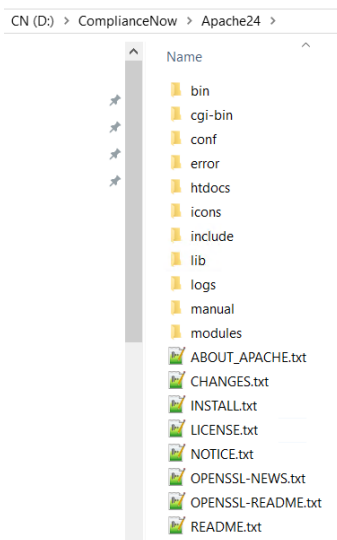 CN (D:) > ComplianceNow > Apache24 >
Name
bin
cgi-bin
conf
error
htdocs
icons
include
lib
logs
manual
modules
ABOUT_APACHE.txt
CHANGES.txt
INSTALL.txt
LICENSE.txt
NOTICE.txt
OPENSSL-NEWS.txt
OPENSSL-README.txt
README.txt